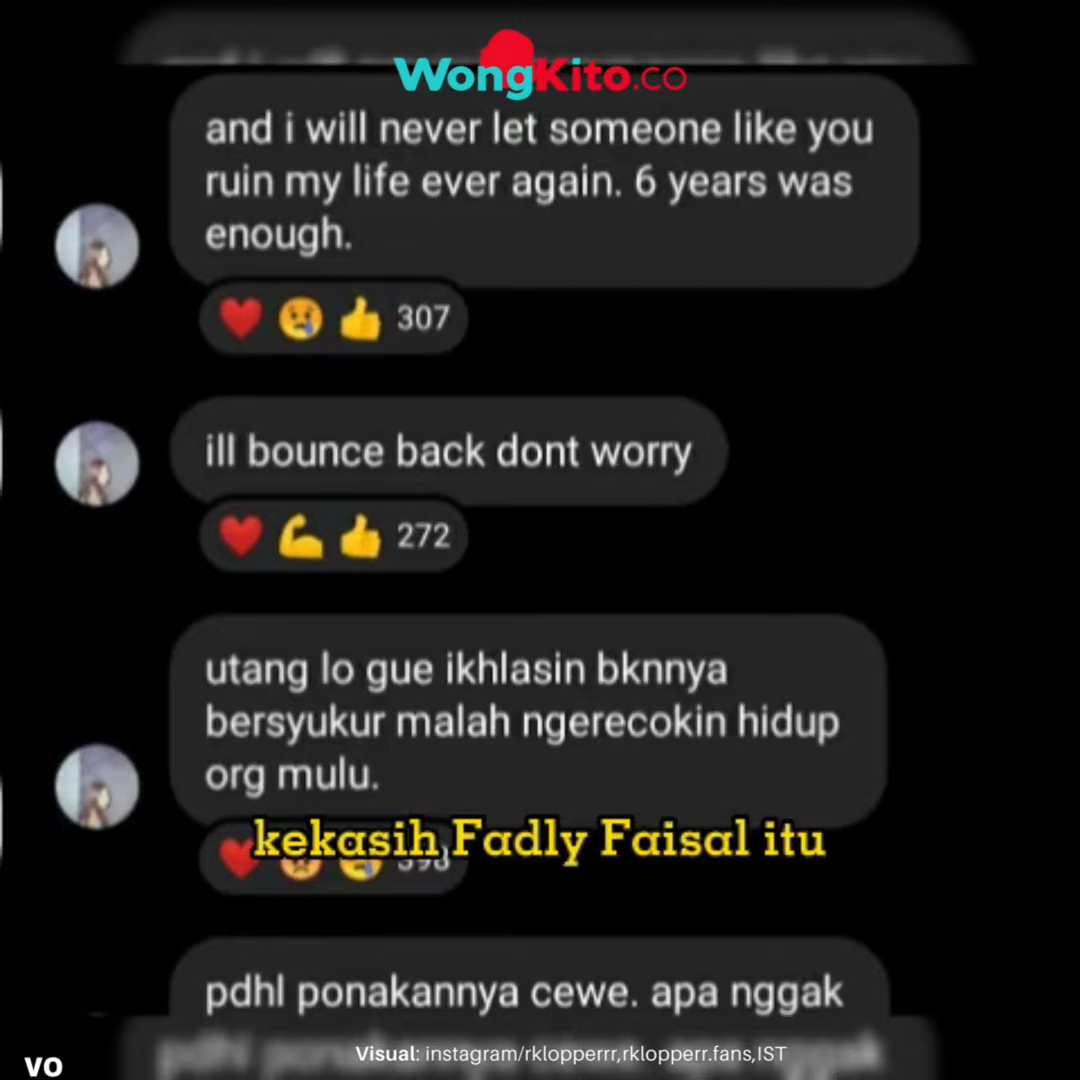 WongKito.co
and i will never let someone like you
ruin my life ever again. 6 years was
enough.
307
ill bounce back dont worry
272
utang lo gue ikhlasin bknnya
bersyukur malah ngerecokin hidup
org mulu.
kekasih Fadly Faisal itu
pdhl ponakannya cewe. apa nggak
Visual: instagram/rklopperrr,rklopperr.fans,IST
VO